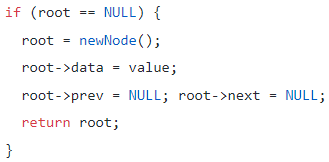 if (root == NULL) {
root = newNode();
root->data = value;
root->prev = NULL; root->next = NULL;
return root;
}